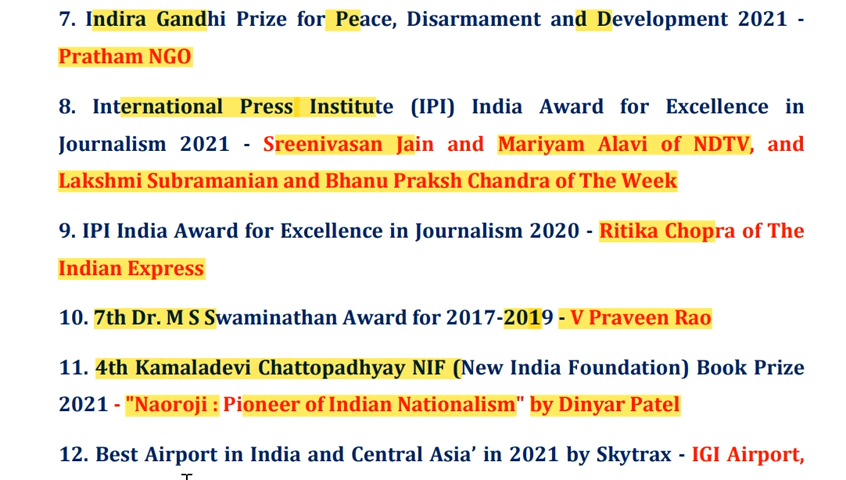 7. Indira Gandhi Prize for Peace, Disarmament and Development 2021 -
Pratham NGO
8. International Press Institute (IPI) India Award for Excellence in
Journalism 2021 - Sreenivasan Jain and Mariyam Alavi of NDTV, and
Lakshmi Subramanian and Bhanu Praksh Chandra of The Week
9. IPI India Award for Excellence in Journalism 2020 - Ritika Chopra of The
Indian Express
10. 7th Dr. M S Swaminathan Award for 2017-2019 - V Praveen Rao
11. 4th Kamaladevi Chattopadhyay NIF (New India Foundation) Book Prize
2021 - "Naoroji : Pioneer of Indian Nationalism" by Dinyar Patel
12. Best Airport in India and Central Asia’ in 2021 by Skytrax - IGI Airport,